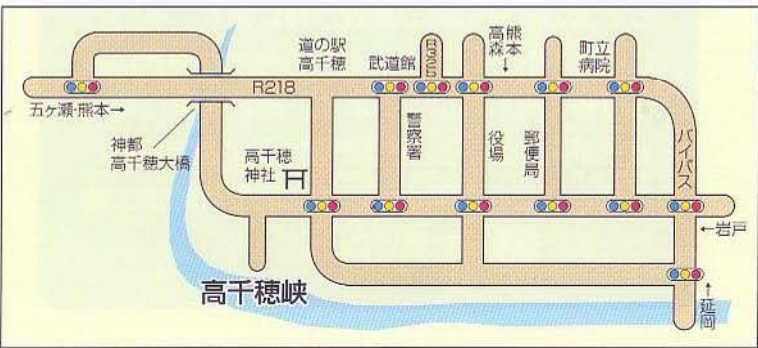 道の駅
高千穂
武道館
R325
高森
熊本
↓
町立
病院
R218
五ヶ瀬・熊本→
神都
高千穂大橋
高千穂
神社
警察署
役場
郵便局
バイパス
←岩戸
高千穂峡
↑
延岡